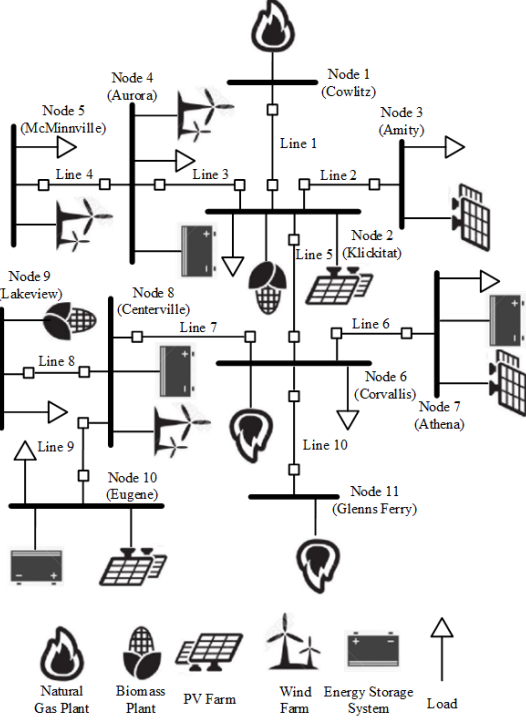 Node 1
(Cowlitz)
Node 4
(Aurora)
Node 5
(McMinnville)
Node 3
(Amity)
Line 1
Line 4
Line 3
Line 2
Node 2
(Klickitat)
Line 5
Node 9
(Lakeview)
Node 8
(Centerville)
Line 7
Line 6
Line 8
Node 6
(Corvallis)
Node 7
(Athena)
Line 9
Line 10
Node 10
(Eugene)
Node 11
(Glenns Ferry)
Natural
Gas Plant
Biomass
Plant
PV Farm
Wind
Farm
Energy Storage
System
Load